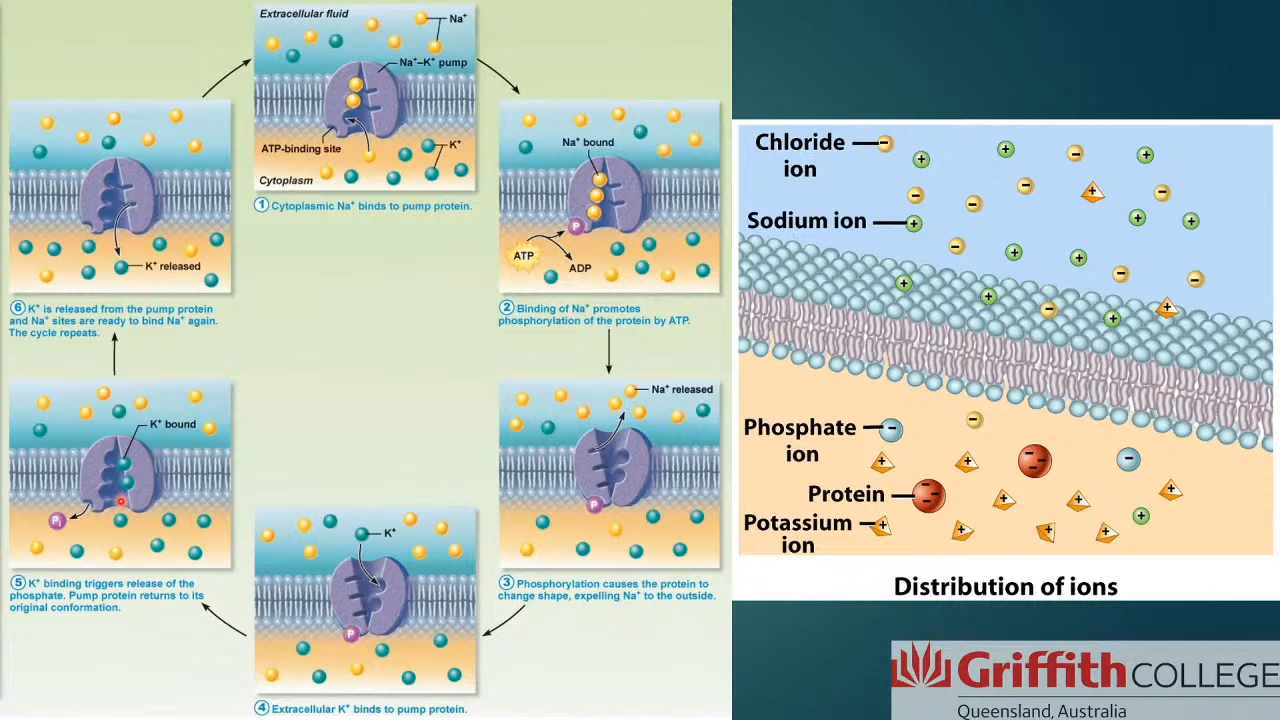 Extracellular fluid
Na⁺
Na⁺–K⁺ pump
ATP-binding site
K⁺
Cytoplasm
① Cytoplasmic Na⁺ binds to pump protein.
Na⁺ bound
P
ATP
ADP
② Binding of Na⁺ promotes
phosphorylation of the protein by ATP.
Na⁺ released
P
③ Phosphorylation causes the protein to
change shape, expelling Na⁺ to the outside.
K⁺
P
④ Extracellular K⁺ binds to pump protein.
K⁺ bound
Pi
⑤ K⁺ binding triggers release of the
phosphate. Pump protein returns to its
original conformation.
K⁺ released
⑥ K⁺ is released from the pump protein
and Na⁺ sites are ready to bind Na⁺ again.
The cycle repeats.
Chloride
ion
Sodium ion
Phosphate
ion
Protein
Potassium
ion
Distribution of ions
Griffith COLLEGE
Queensland, Australia